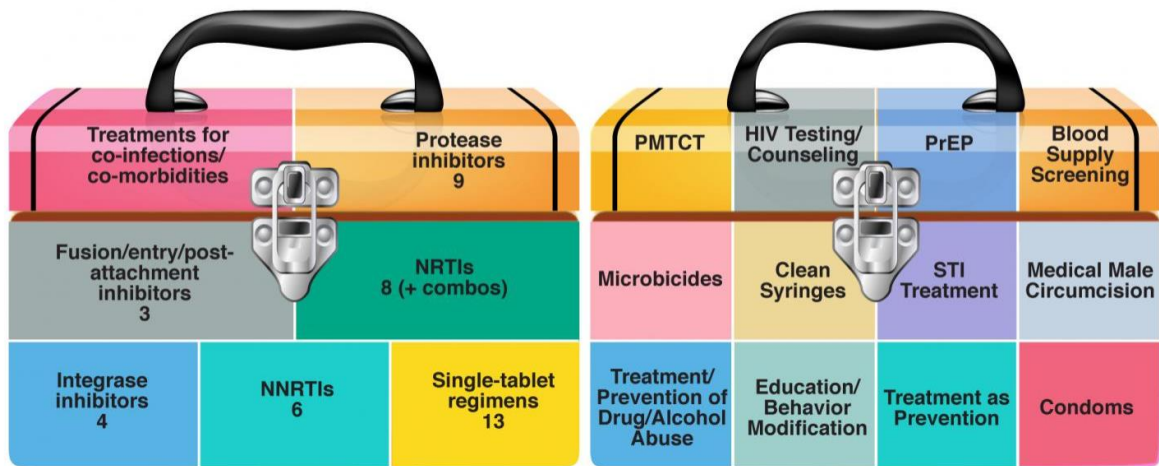 Treatments for
co-infections/
co-morbidities
Protease
inhibitors
9
Fusion/entry/post-
attachment
inhibitors
3
NRTIs
8 (+ combos)
Integrase
inhibitors
4
NNRTIs
6
Single-tablet
regimens
13
PMTCT
HIV Testing/
Counseling
PrEP
Blood
Supply
Screening
Microbicides
Clean
Syringes
STI
Treatment
Medical Male
Circumcision
Treatment/
Prevention of
Drug/Alcohol
Abuse
Education/
Behavior
Modification
Treatment as
Prevention
Condoms